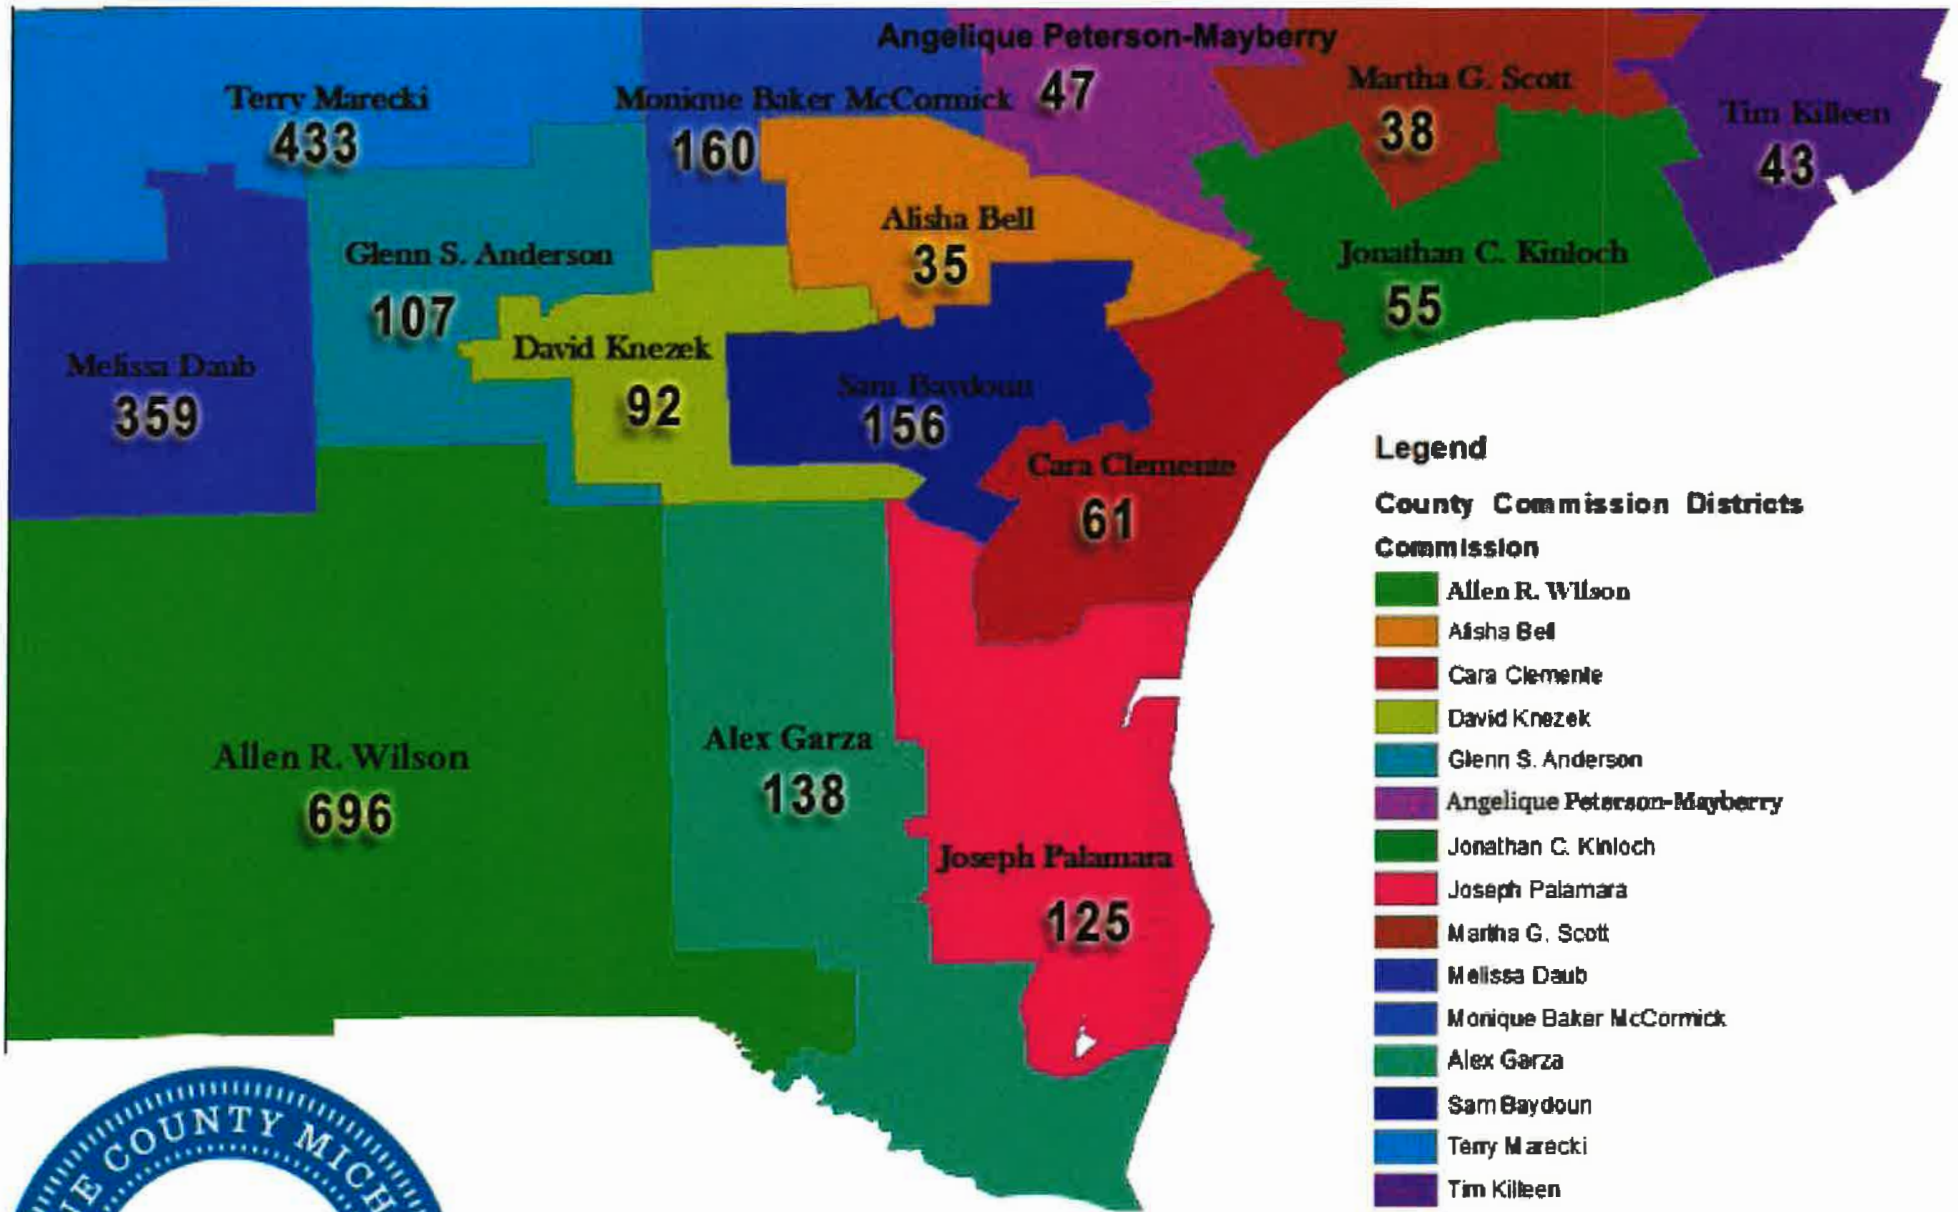 Angelique Peterson-Mayberry
47
Terry Marecki
433
Monique Baker McCormick
160
Martha G. Scott
38
Tim Killeen
43
Alisha Bell
35
Glenn S. Anderson
107
Jonathan C. Kinloch
55
David Knezek
92
Melissa Daub
359
Sam Baydoun
156
Cara Clemente
61
Allen R. Wilson
696
Alex Garza
138
Joseph Palamara
125
Legend
County Commission Districts
Commission
Allen R. Wilson
Alisha Bell
Cara Clemente
David Knezek
Glenn S. Anderson
Angelique Peterson-Mayberry
Jonathan C. Kinloch
Joseph Palamara
Martha G. Scott
Melissa Daub
Monique Baker McCormick
Alex Garza
Sam Baydoun
Terry Marecki
Tim Killeen
COUNTY